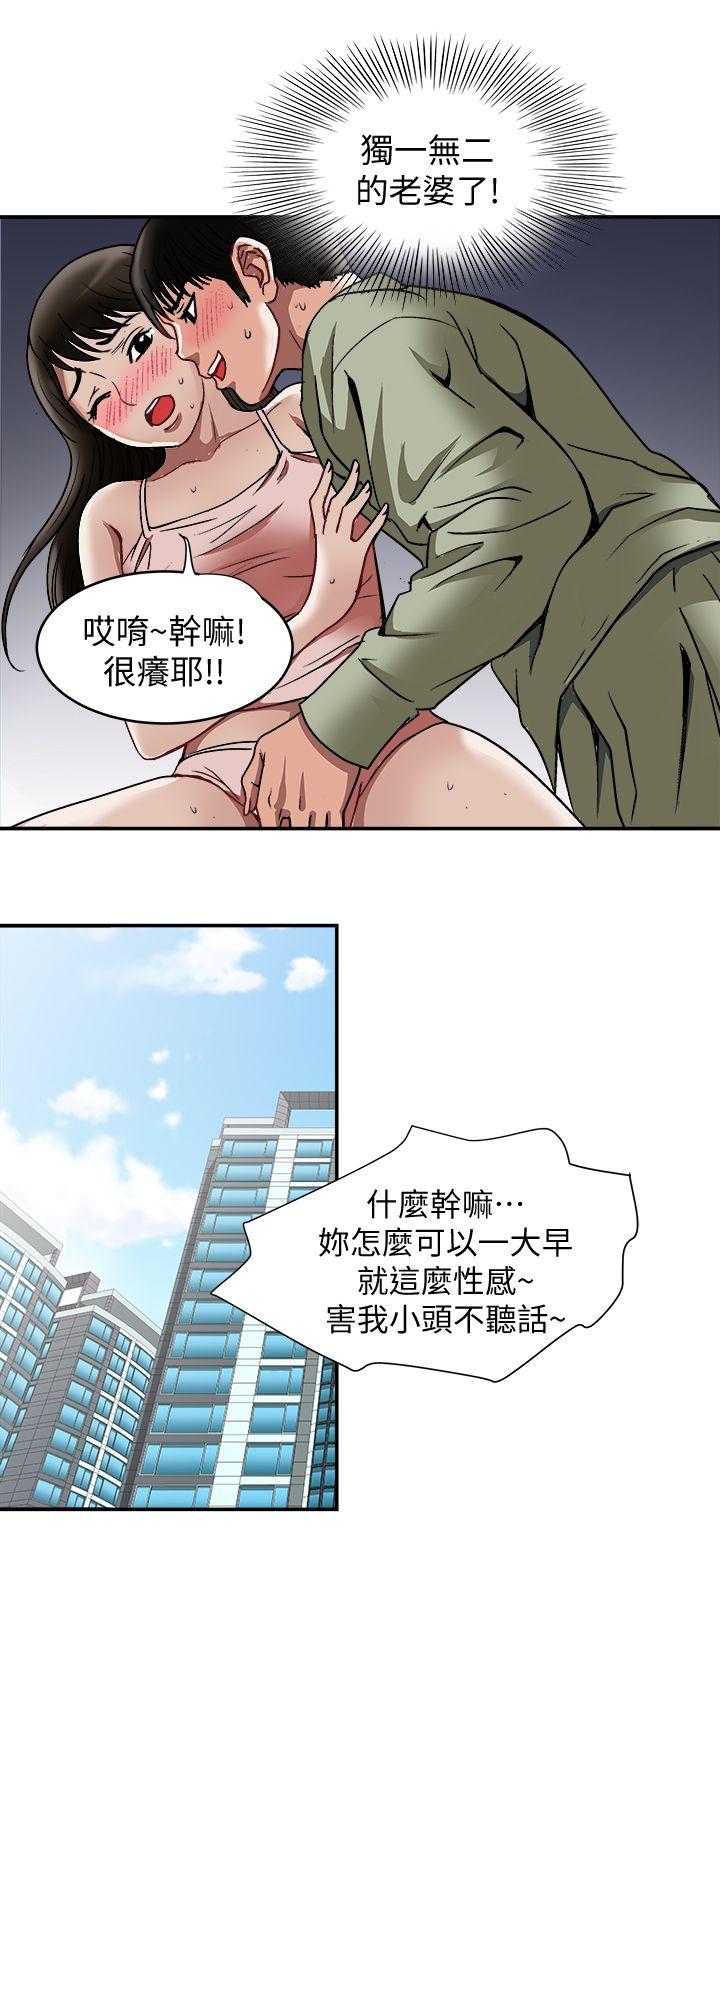 獨一無二
的老婆了!
哎唷~幹嘛!
很癢耶!!
什麼幹嘛⋯
妳怎麼可以一大早
就這麼性感~
害我小頭不聽話~